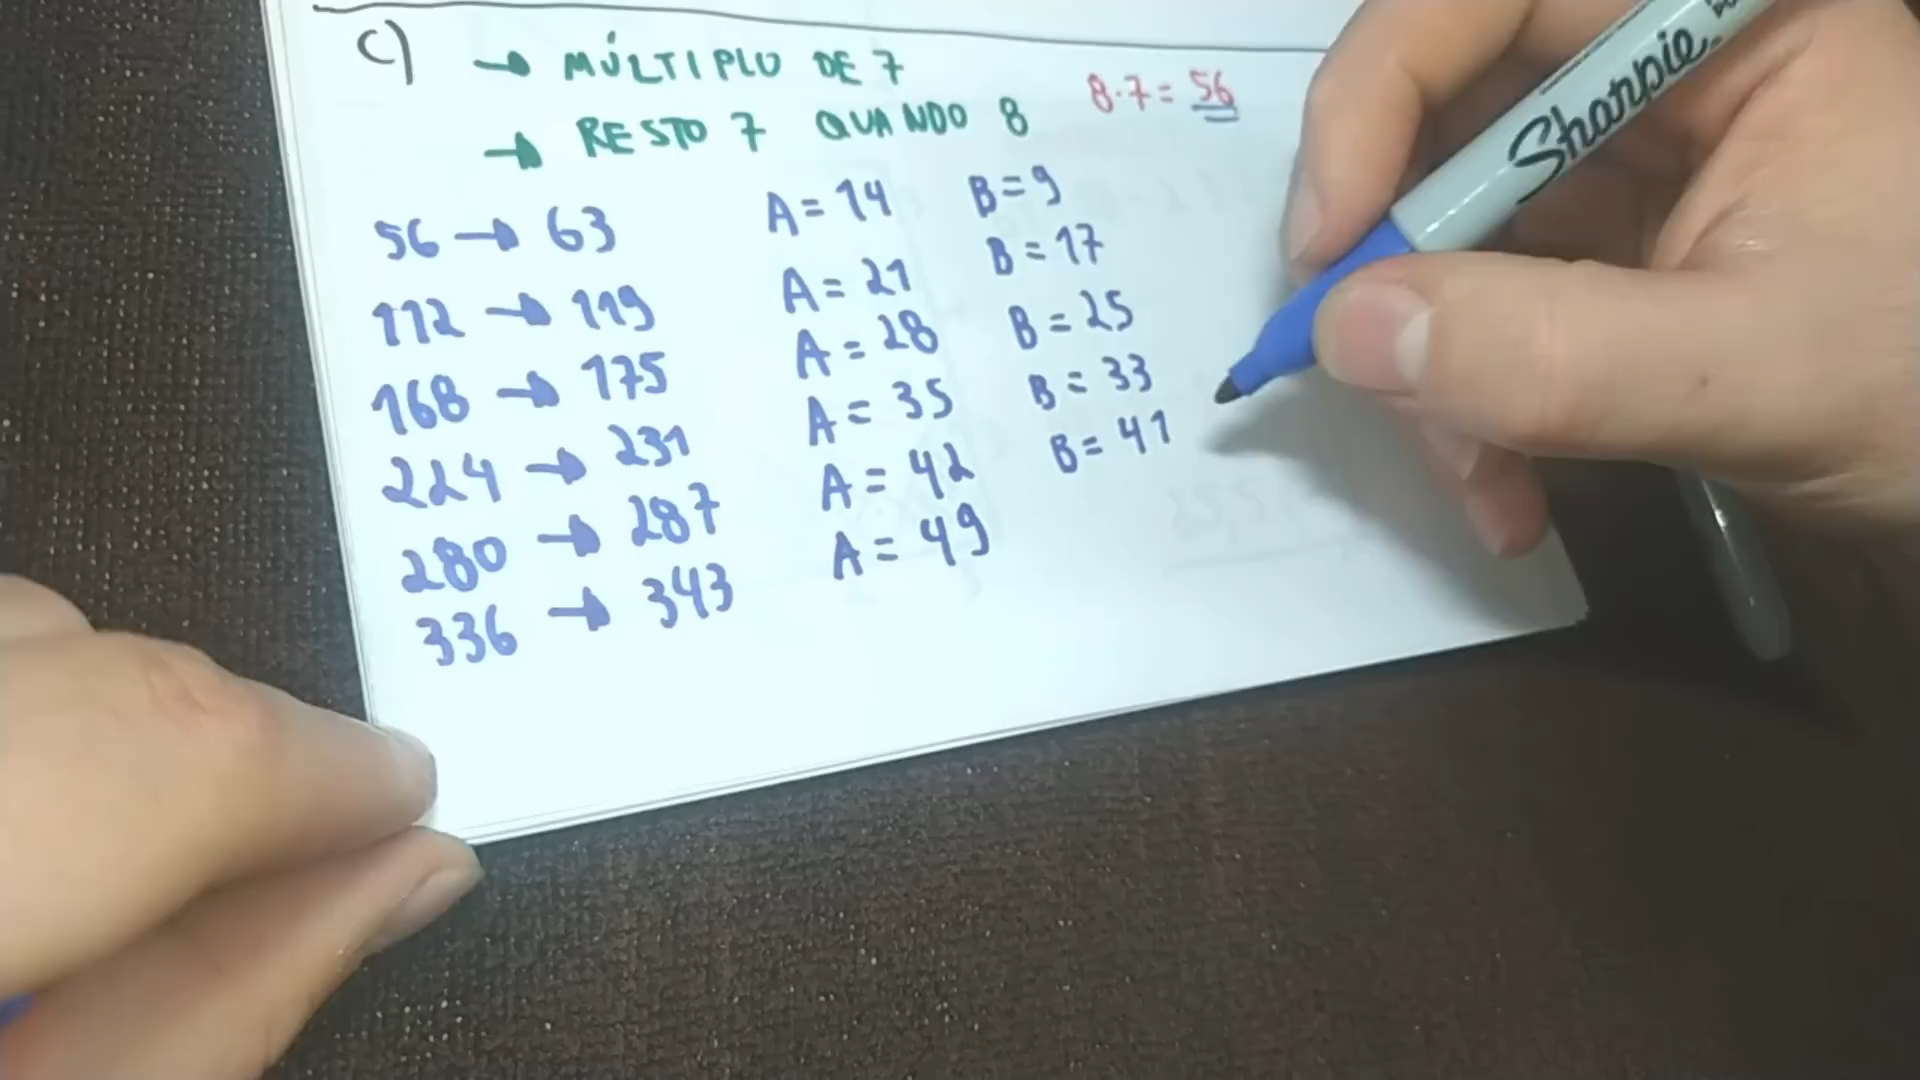 C) → MÚLTIPLO DE 7
→ RESTO 7 QUANDO 8
8·7= 56
56 → 63 A=14 B=9
112 → 119 A=21 B=17
168 → 175 A=28 B=25
224 → 231 A=35 B=33
280 → 287 A=42 B=41
336 → 343 A=49
Sharpie